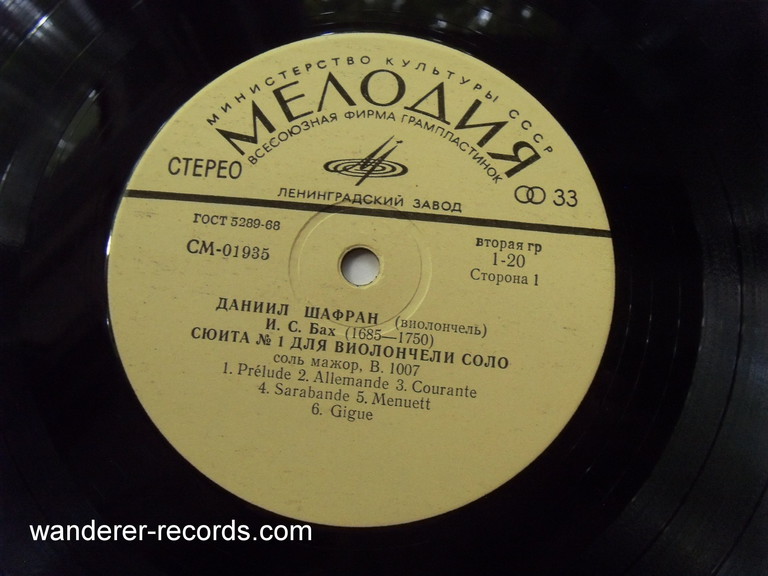 МИНИСТЕРСТВО КУЛЬТУРЫ СССР
МЕЛОДИЯ
ВСЕСОЮЗНАЯ ФИРМА ГРАМПЛАСТИНОК
СТЕРЕО
33
ЛЕНИНГРАДСКИЙ ЗАВОД
ГОСТ 5289-68
СМ-01935
вторая гр
1-20
Сторона 1
ДАНИИЛ ШАФРАН (виолончель)
И. С. Бах (1685—1750)
СЮИТА № 1 ДЛЯ ВИОЛОНЧЕЛИ СОЛО
соль мажор, В. 1007
1. Prélude 2. Allemande 3. Courante
4. Sarabande 5. Menuett
6. Gigue
wanderer-records.com